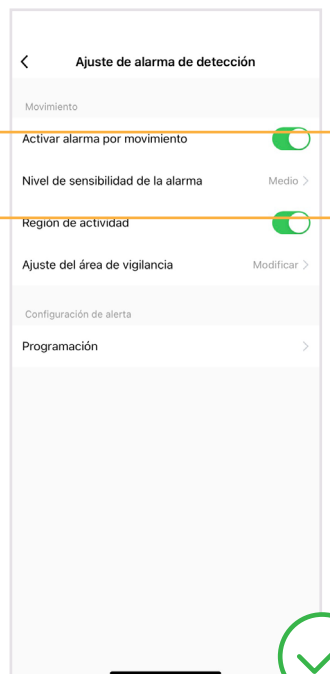 Ajuste de alarma de detección
Movimiento
Activar alarma por movimiento
Nivel de sensibilidad de la alarma Medio >
Región de actividad
Ajuste del área de vigilancia Modificar >
Configuración de alerta
Programación >